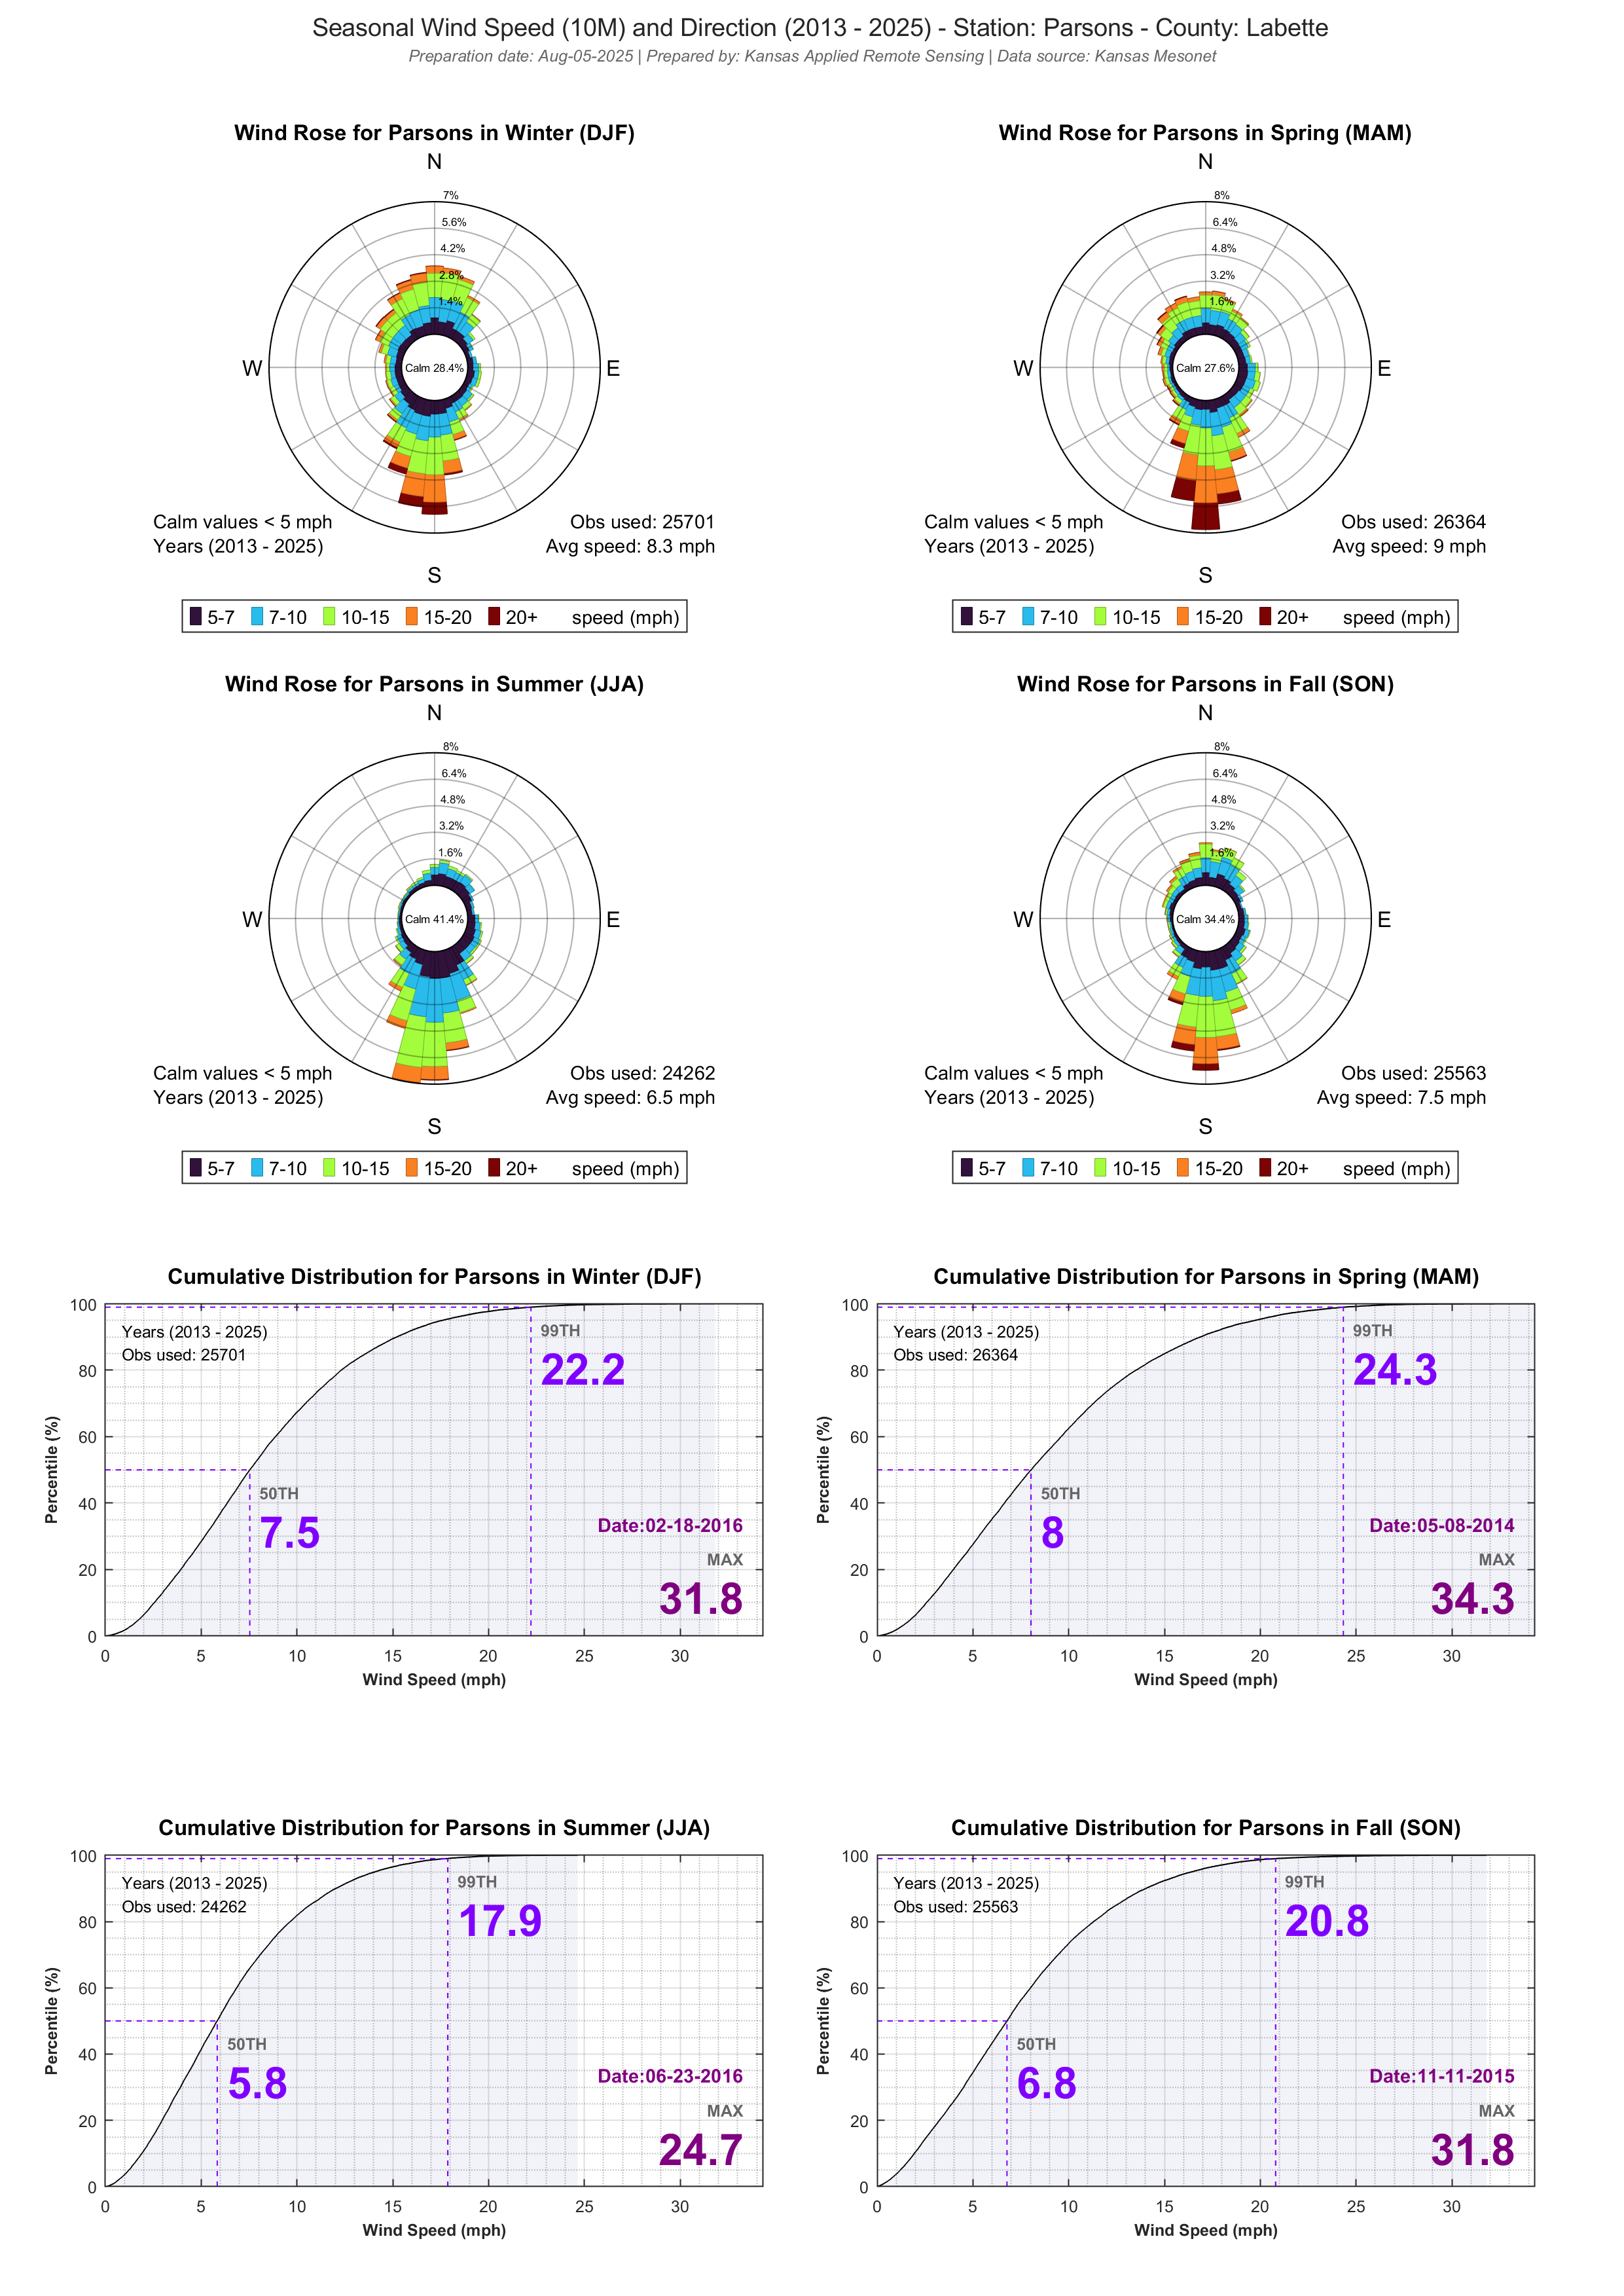 Seasonal Wind Speed (10M) and Direction (2013 - 2025) - Station: Parsons - County: Labette
Preparation date: Aug-05-2025 | Prepared by: Kansas Applied Remote Sensing | Data source: Kansas Mesonet
Wind Rose for Parsons in Winter (DJF)
N
7%
5.6%
4.2%
2.8%
1.4%
W
Calm 28.4%
E
Calm values < 5 mph
Years (2013 - 2025)
Obs used: 25701
Avg speed: 8.3 mph
S
5-7 7-10 10-15 15-20 20+ speed (mph)
Wind Rose for Parsons in Spring (MAM)
N
8%
6.4%
4.8%
3.2%
1.6%
W
Calm 27.6%
E
Calm values < 5 mph
Years (2013 - 2025)
Obs used: 26364
Avg speed: 9 mph
S
5-7 7-10 10-15 15-20 20+ speed (mph)
Wind Rose for Parsons in Summer (JJA)
N
8%
6.4%
4.8%
3.2%
1.6%
W
Calm 41.4%
E
Calm values < 5 mph
Years (2013 - 2025)
Obs used: 24262
Avg speed: 6.5 mph
S
5-7 7-10 10-15 15-20 20+ speed (mph)
Wind Rose for Parsons in Fall (SON)
N
8%
6.4%
4.8%
3.2%
1.6%
W
Calm 34.4%
E
Calm values < 5 mph
Years (2013 - 2025)
Obs used: 25563
Avg speed: 7.5 mph
S
5-7 7-10 10-15 15-20 20+ speed (mph)
Cumulative Distribution for Parsons in Winter (DJF)
100
80
60
40
20
0
Percentile (%)
Years (2013 - 2025)
Obs used: 25701
99TH
22.2
50TH
7.5
Date:02-18-2016
MAX
31.8
0 5 10 15 20 25 30
Wind Speed (mph)
Cumulative Distribution for Parsons in Spring (MAM)
100
80
60
40
20
0
Percentile (%)
Years (2013 - 2025)
Obs used: 26364
99TH
24.3
50TH
8
Date:05-08-2014
MAX
34.3
0 5 10 15 20 25 30
Wind Speed (mph)
Cumulative Distribution for Parsons in Summer (JJA)
100
80
60
40
20
0
Percentile (%)
Years (2013 - 2025)
Obs used: 24262
99TH
17.9
50TH
5.8
Date:06-23-2016
MAX
24.7
0 5 10 15 20 25 30
Wind Speed (mph)
Cumulative Distribution for Parsons in Fall (SON)
100
80
60
40
20
0
Percentile (%)
Years (2013 - 2025)
Obs used: 25563
99TH
20.8
50TH
6.8
Date:11-11-2015
MAX
31.8
0 5 10 15 20 25 30
Wind Speed (mph)